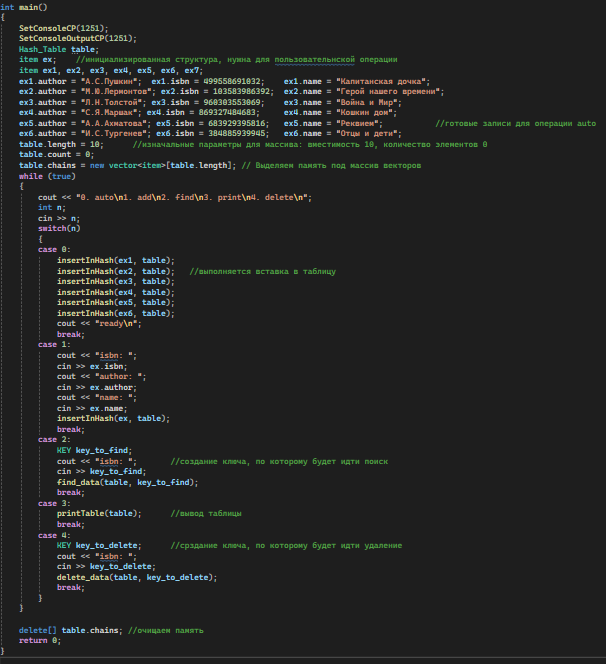 int main()
{
SetConsoleCP(1251);
SetConsoleOutputCP(1251);
Hash_Table table;
item ex;    //инициализированная структура, нужна для пользовательнской операции
item ex1, ex2, ex3, ex4, ex5, ex6, ex7;
ex1.author = "А.С.Пушкин";  ex1.isbn = 499558691032;    ex1.name = "Капитанская дочка";
ex2.author = "М.Ю.Лермонтов"; ex2.isbn = 103583986392;  ex2.name = "Герой нашего времени";
ex3.author = "Л.Н.Толстой"; ex3.isbn = 960303553069;    ex3.name = "Война и Мир";
ex4.author = "С.Я.Маршак"; ex4.isbn = 869327484683;     ex4.name = "Кошкин дом";
ex5.author = "А.А.Ахматова"; ex5.isbn = 683929395816;   ex5.name = "Реквием";           //готовые записи для операции auto
ex6.author = "И.С.Тургенев"; ex6.isbn = 384885939945;   ex6.name = "Отцы и дети";
table.length = 10;      //изначальные параметры для массива: вместимость 10, количество элементов 0
table.count = 0;
table.chains = new vector<item>[table.length]; // Выделяем память под массив векторов
while (true)
{
cout << "0. auto\n1. add\n2. find\n3. print\n4. delete\n";
int n;
cin >> n;
switch(n)
{
case 0:
insertInHash(ex1, table);
insertInHash(ex2, table);   //выполняется вставка в таблицу
insertInHash(ex3, table);
insertInHash(ex4, table);
insertInHash(ex5, table);
insertInHash(ex6, table);
cout << "ready\n";
break;
case 1:
cout << "isbn: ";
cin >> ex.isbn;
cout << "author: ";
cin >> ex.author;
cout << "name: ";
cin >> ex.name;
insertInHash(ex, table);
break;
case 2:
KEY key_to_find;
cout << "isbn: ";       //создание ключа, по которому будет идти поиск
cin >> key_to_find;
find_data(table, key_to_find);
break;
case 3:
printTable(table);      //вывод таблицы
break;
case 4:
KEY key_to_delete;      //срздание ключа, по которому будет идти удаление
cout << "isbn: ";
cin >> key_to_delete;
delete_data(table, key_to_delete);
break;
}
}
delete[] table.chains; //очищаем память
return 0;
}